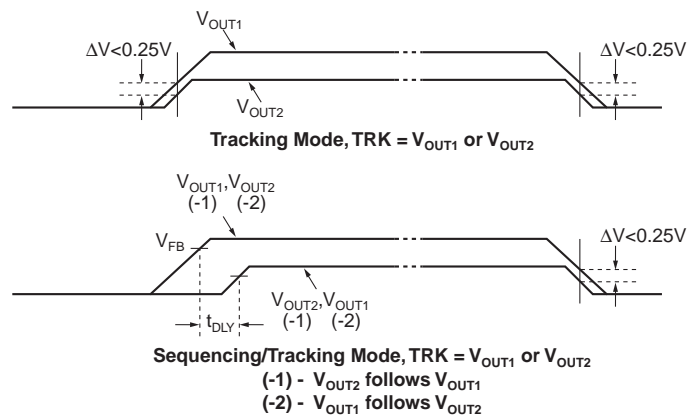 V_OUT1
ΔV<0.25V
ΔV<0.25V
V_OUT2
Tracking Mode, TRK = V_OUT1 or V_OUT2
V_OUT1,V_OUT2
(-1) (-2)
V_FB
ΔV<0.25V
t_DLY
V_OUT2,V_OUT1
(-1) (-2)
Sequencing/Tracking Mode, TRK = V_OUT1 or V_OUT2
(-1) - V_OUT2 follows V_OUT1
(-2) - V_OUT1 follows V_OUT2